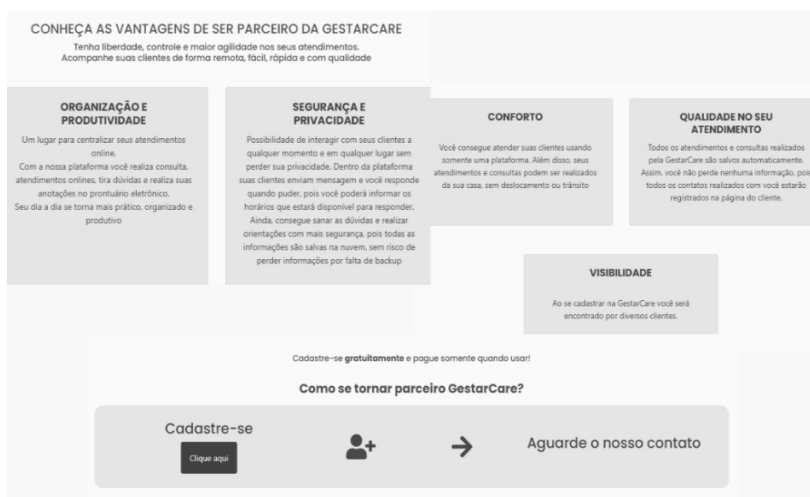 CONHEÇA AS VANTAGENS DE SER PARCEIRO DA GESTARCARE
Tenha liberdade, controle e maior agilidade nos seus atendimentos.
Acompanhe suas clientes de forma remota, fácil, rápida e com qualidade
ORGANIZAÇÃO E
PRODUTIVIDADE
Um lugar para centralizar seus atendimentos
online.
Com a nossa plataforma você realiza consulta,
atendimentos onlines, tira dúvidas e realiza suas
anotações no prontuário eletrônico.
Seu dia a dia se torna mais prático, organizado e
produtivo
SEGURANÇA E
PRIVACIDADE
Possibilidade de interagir com seus clientes a
qualquer momento e em qualquer lugar sem
perder sua privacidade. Dentro da plataforma
suas clientes enviam mensagem e você responde
quando puder, pois você poderá informar os
horários que estará disponível para responder.
Ainda, consegue sanar as dúvidas e realizar
orientações com mais segurança, pois todas as
informações são salvas na nuvem, sem risco de
perder informações por falta de backup
CONFORTO
Você consegue atender suas clientes usando
somente uma plataforma. Além disso, seus
atendimentos e consultas podem ser realizados
da sua casa, sem deslocamento ou trânsito
QUALIDADE NO SEU
ATENDIMENTO
Todos os atendimentos e consultas realizados
pela GestarCare são salvos automaticamente.
Assim, você não perde nenhuma informação, pois
todos os contatos realizados com você estarão
registrados na página do cliente.
VISIBILIDADE
Ao se cadastrar na GestarCare você será
encontrado por diversos clientes.
Cadastre-se gratuitamente e pague somente quando usar!
Como se tornar parceiro GestarCare?
Cadastre-se
Clique aqui
Aguarde o nosso contato